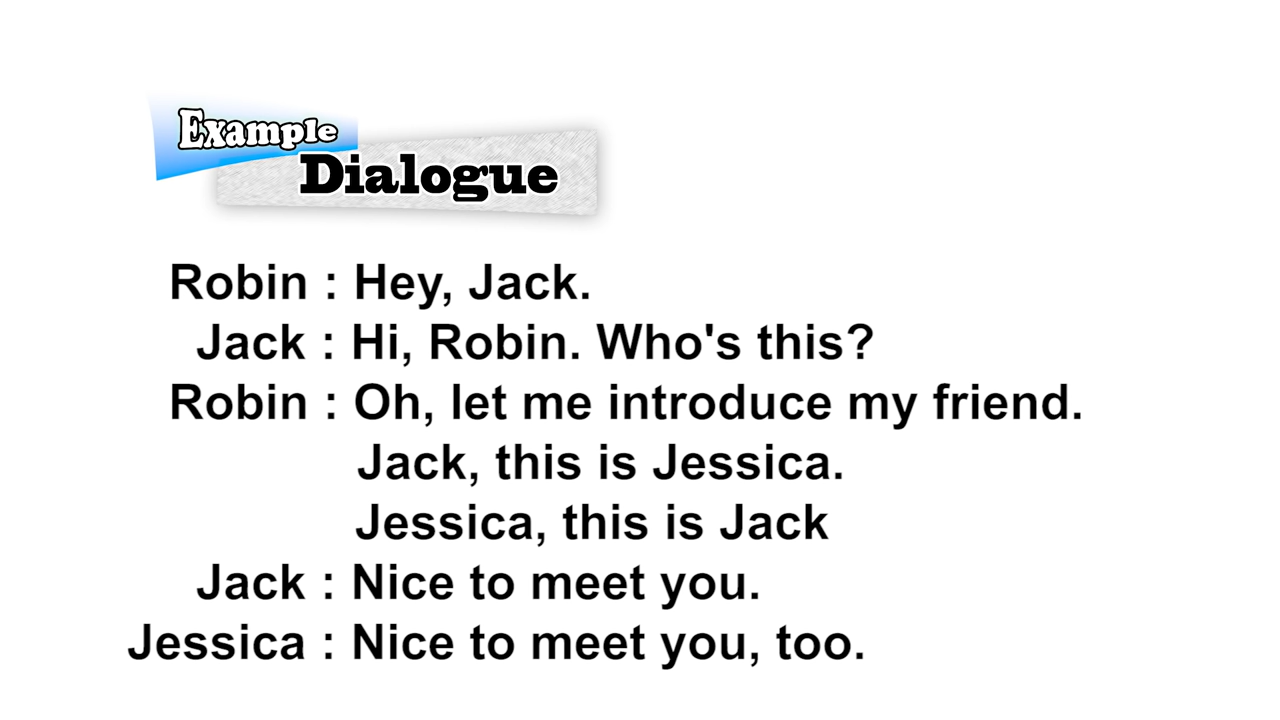 Example
Dialogue
Robin : Hey, Jack.
Jack : Hi, Robin. Who's this?
Robin : Oh, let me introduce my friend.
Jack, this is Jessica.
Jessica, this is Jack
Jack : Nice to meet you.
Jessica : Nice to meet you, too.